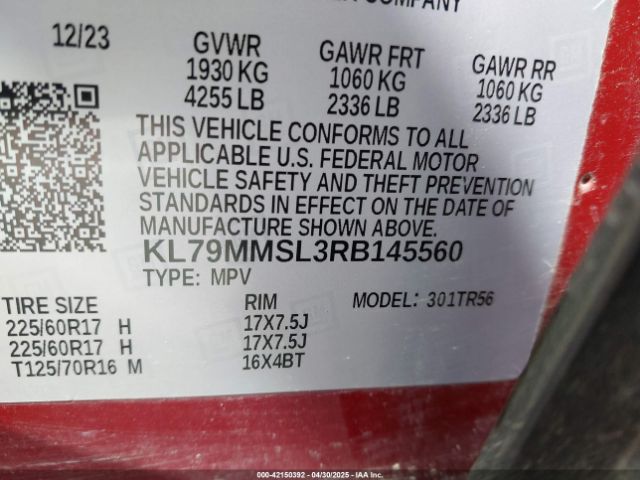 COMPANY
12/23
GVWR
1930 KG
4255 LB
GAWR FRT
1060 KG
2336 LB
GAWR RR
1060 KG
2336 LB
THIS VEHICLE CONFORMS TO ALL
APPLICABLE U.S. FEDERAL MOTOR
VEHICLE SAFETY AND THEFT PREVENTION
STANDARDS IN EFFECT ON THE DATE OF
MANUFACTURE SHOWN ABOVE.
KL79MMSL3RB145560
TYPE: MPV
TIRE SIZE RIM MODEL: 301TR56
225/60R17 H 17X7.5J
225/60R17 H 17X7.5J
T125/70R16 M 16X4BT
000-42150392 - 04/30/2025 - IAA Holdings, LLC.